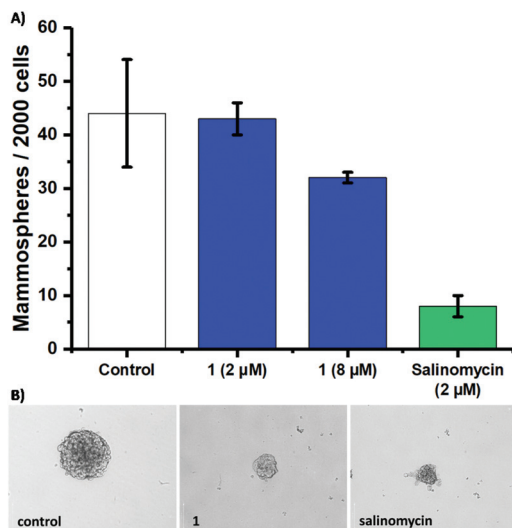 A)
Mammospheres / 2000 cells
60
50
40
30
20
10
0
Control
1 (2 µM)
1 (8 µM)
Salinomycin
(2 µM)
B)
control
1
salinomycin